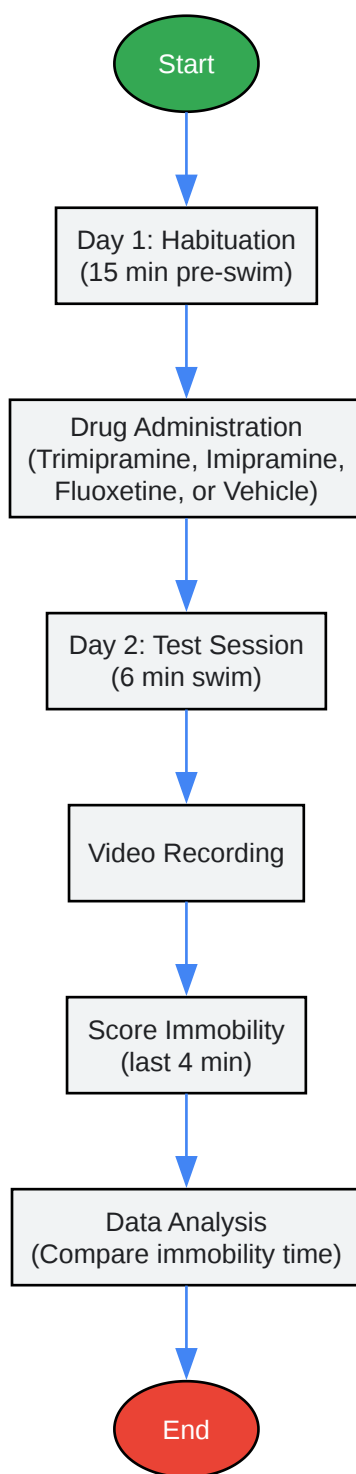 Start
Day 1: Habituation
(15 min pre-swim)
Drug Administration
(Trimipramine, Imipramine,
Fluoxetine, or Vehicle)
Day 2: Test Session
(6 min swim)
Video Recording
Score Immobility
(last 4 min)
Data Analysis
(Compare immobility time)
End